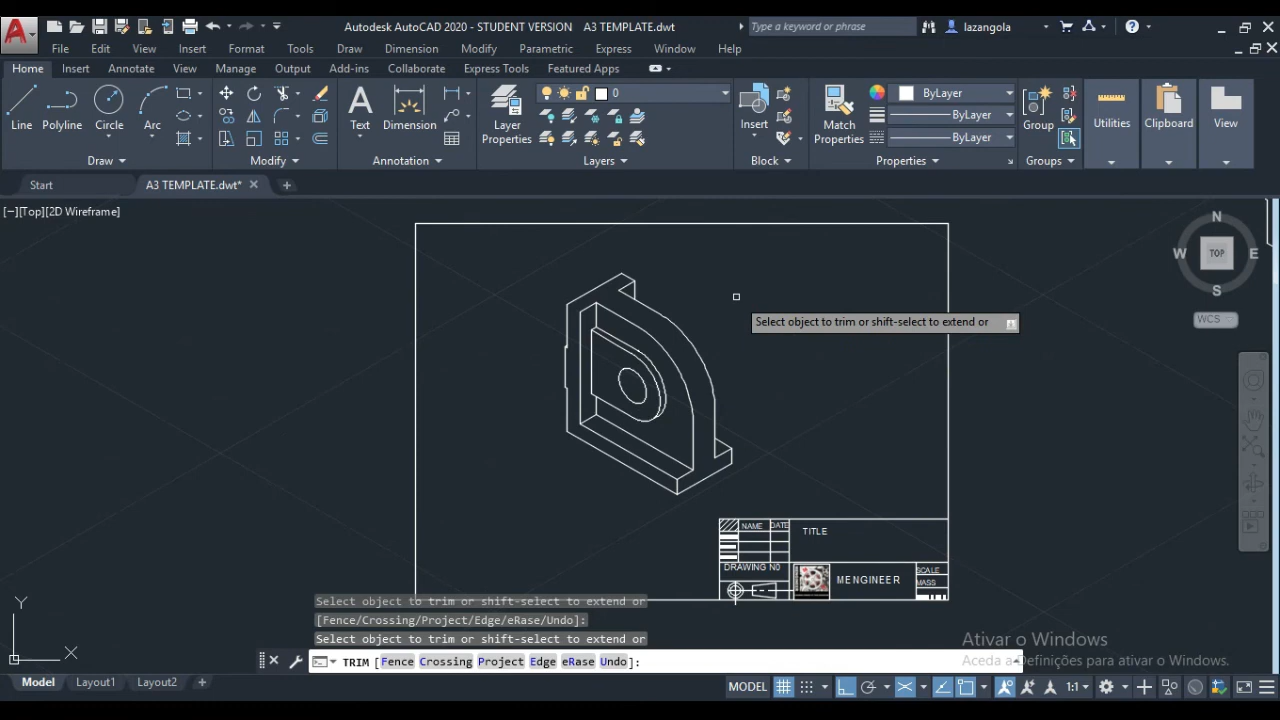 Autodesk AutoCAD 2020 - STUDENT VERSION A3 TEMPLATE.dwt
Type a keyword or phrase
lazangola
File Edit View Insert Format Tools Draw Dimension Modify Parametric Express Window Help
Home Insert Annotate View Manage Output Add-ins Collaborate Express Tools Featured Apps
0
ByLayer
ByLayer
ByLayer
Line Polyline Circle Arc
Text Dimension
Layer Properties
Insert
Match Properties
Group
Utilities
Clipboard
View
Draw Modify Annotation Layers Block Properties Groups
Start
A3 TEMPLATE.dwt*
[−][Top][2D Wireframe]
N
W TOP E
S
WCS
Select object to trim or shift-select to extend or
NAME DATE
TITLE
DRAWING N0
MENGINEER
SCALE
MASS
Y
X
Select object to trim or shift-select to extend or
[Fence/Crossing/Project/Edge/eRase/Undo]:
Select object to trim or shift-select to extend or
TRIM [Fence Crossing Project Edge eRase Undo]:
Ativar o Windows
Aceda a Definições para ativar o Windows.
Model Layout1 Layout2
MODEL
1:1